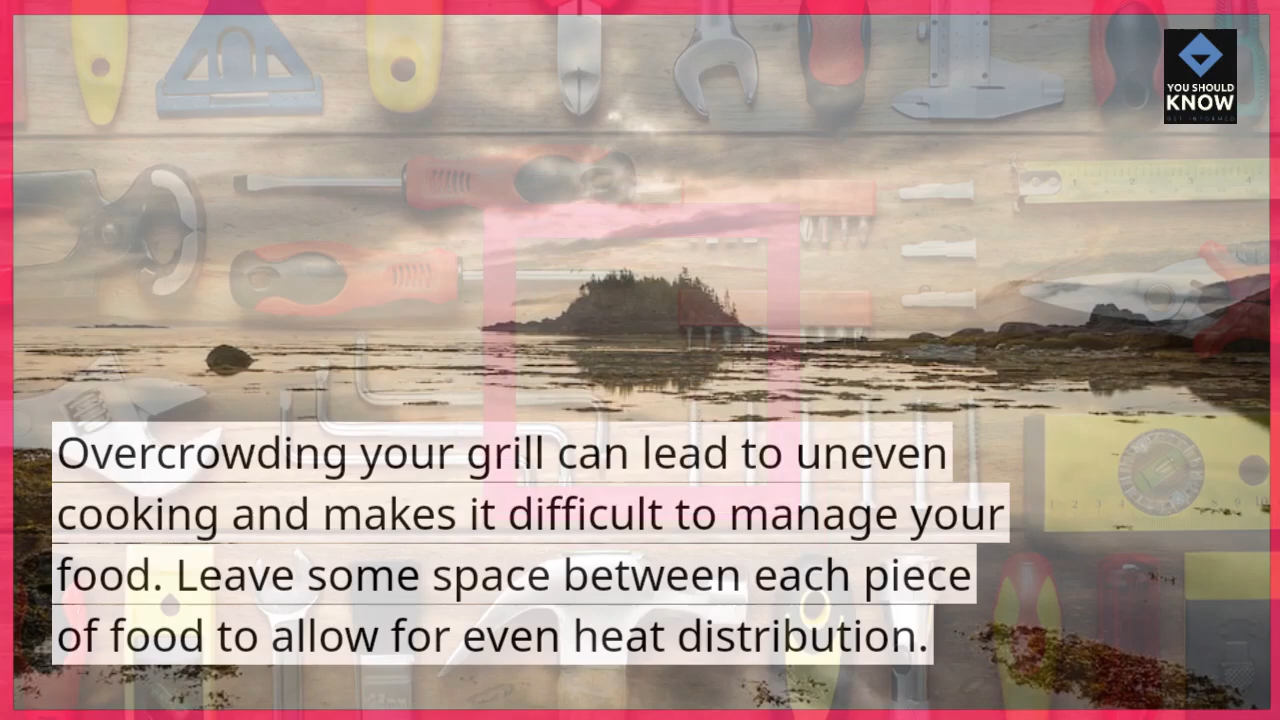 YOU SHOULD
KNOW
GET INFORMED
Overcrowding your grill can lead to uneven
cooking and makes it difficult to manage your
food. Leave some space between each piece
of food to allow for even heat distribution.